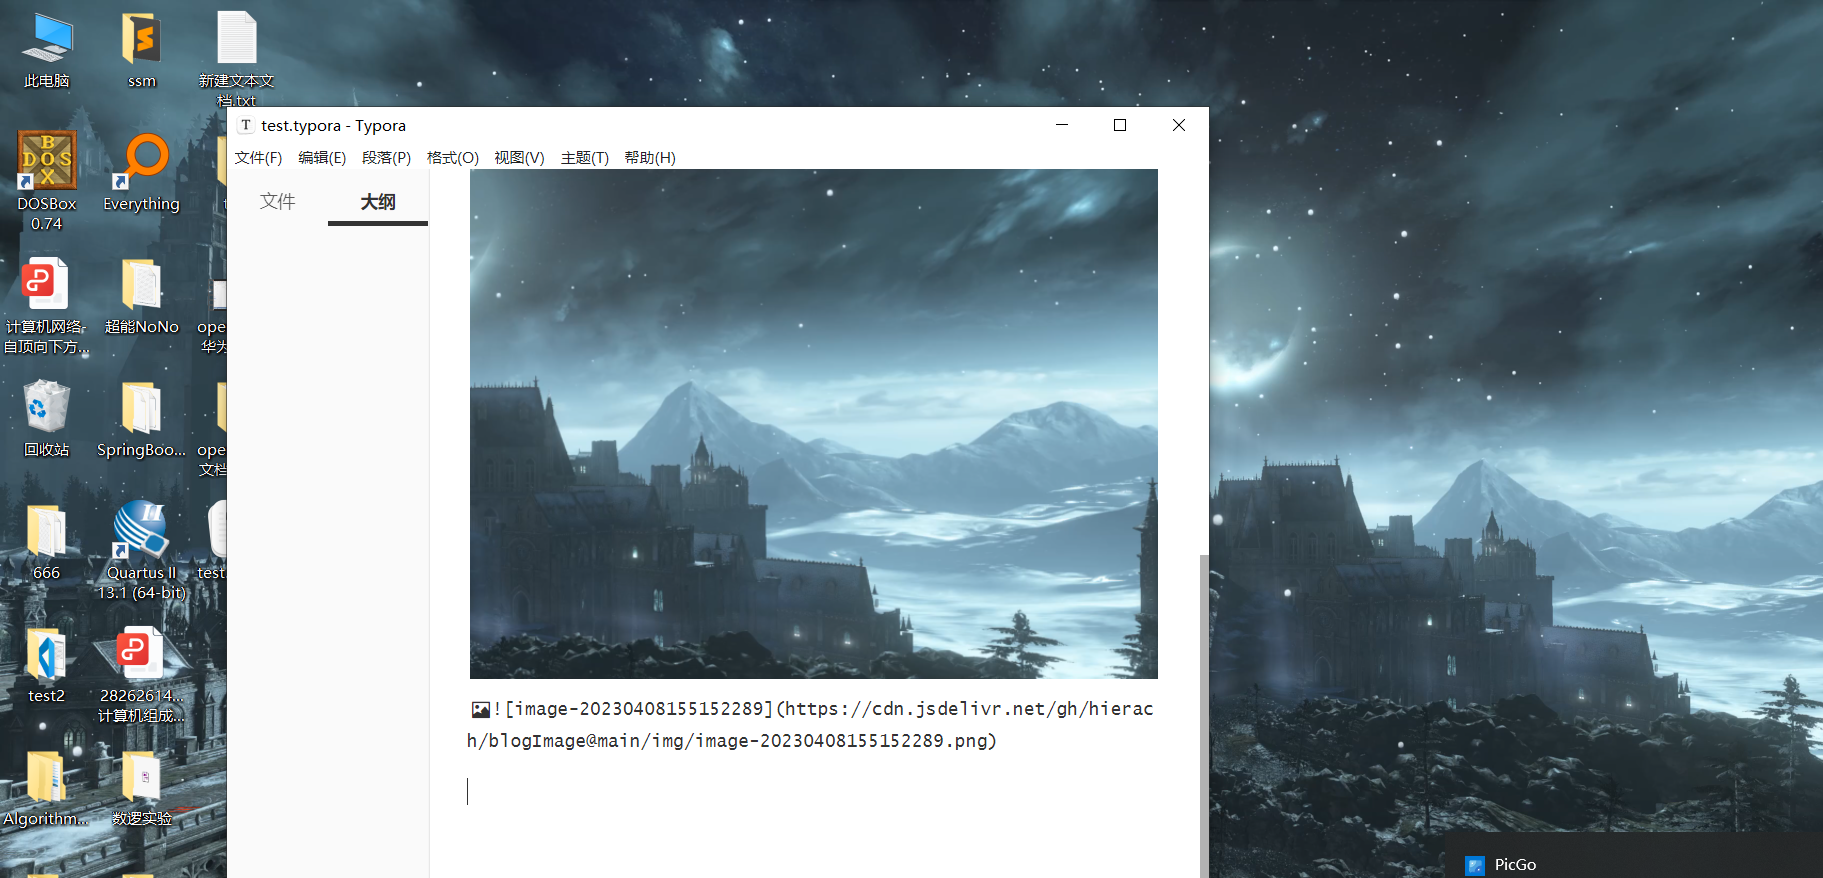 此电脑
ssm
新建文本文
档.txt
DOSBox
0.74
Everything
计算机网络-
自顶向下方...
超能NoNo
ope
华为
回收站
SpringBoo...
ope
文档
666
Quartus II
13.1 (64-bit)
test.
test2
28262614...
计算机组成...
Algorithm...
数逻实验
test.typora - Typora
文件(F) 编辑(E) 段落(P) 格式(O) 视图(V) 主题(T) 帮助(H)
文件 大纲
![image-20230408155152289](https://cdn.jsdelivr.net/gh/hierac
h/blogImage@main/img/image-20230408155152289.png)
PicGo